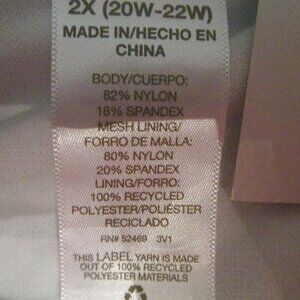 2X (20W-22W)
MADE IN/HECHO EN
CHINA
BODY/CUERPO:
82% NYLON
18% SPANDEX
MESH LINING/
FORRO DE MALLA:
80% NYLON
20% SPANDEX
LINING/FORRO:
100% RECYCLED
POLYESTER/POLIÉSTER
RECICLADO
RN# 52469 3V1
THIS LABEL YARN IS MADE
OUT OF 100% RECYCLED
POLYESTER MATERIALS